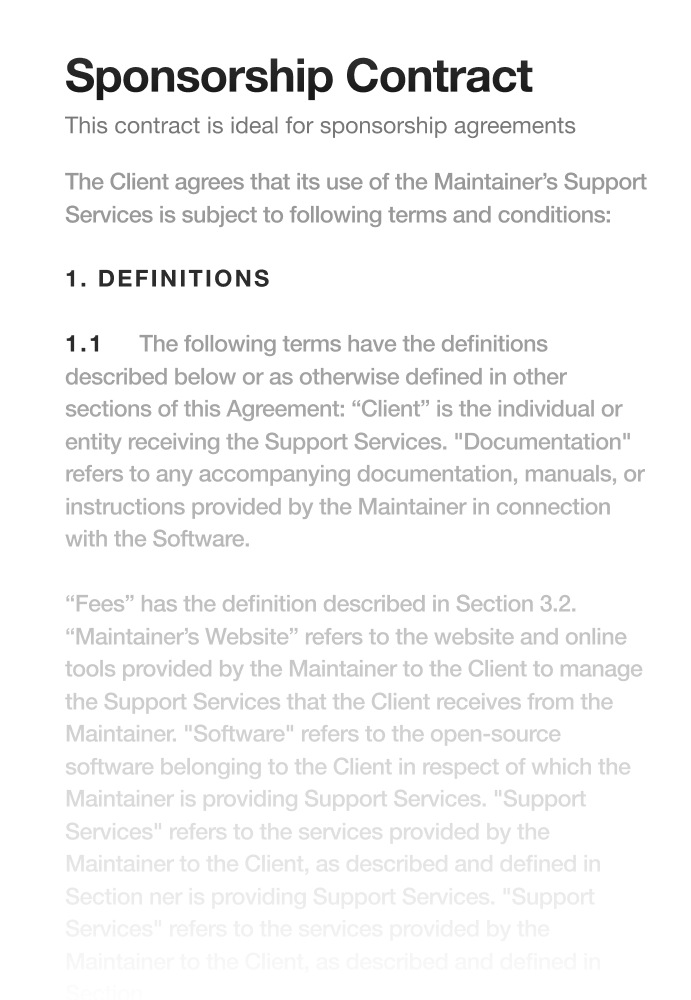 Sponsorship Contract
This contract is ideal for sponsorship agreements
The Client agrees that its use of the Maintainer’s Support
Services is subject to following terms and conditions:
1. DEFINITIONS
1.1 The following terms have the definitions
described below or as otherwise defined in other
sections of this Agreement: “Client” is the individual or
entity receiving the Support Services. "Documentation"
refers to any accompanying documentation, manuals, or
instructions provided by the Maintainer in connection
with the Software.
“Fees” has the definition described in Section 3.2.
“Maintainer’s Website” refers to the website and online
tools provided by the Maintainer to the Client to manage
the Support Services that the Client receives from the
Maintainer. "Software" refers to the open-source
software belonging to the Client in respect of which the
Maintainer is providing Support Services. "Support
Services" refers to the services provided by the
Maintainer to the Client, as described and defined in
Section ner is providing Support Services. "Support
Services" refers to the services provided by the
Maintainer to the Client, as described and defined in
Section